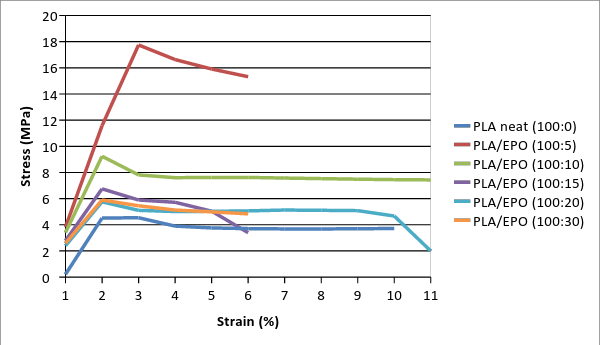 20
18
16
14
12
10
8
6
4
2
0
Stress (MPa)
1 2 3 4 5 6 7 8 9 10 11
Strain (%)
PLA neat (100:0)
PLA/EPO (100:5)
PLA/EPO (100:10)
PLA/EPO (100:15)
PLA/EPO (100:20)
PLA/EPO (100:30)